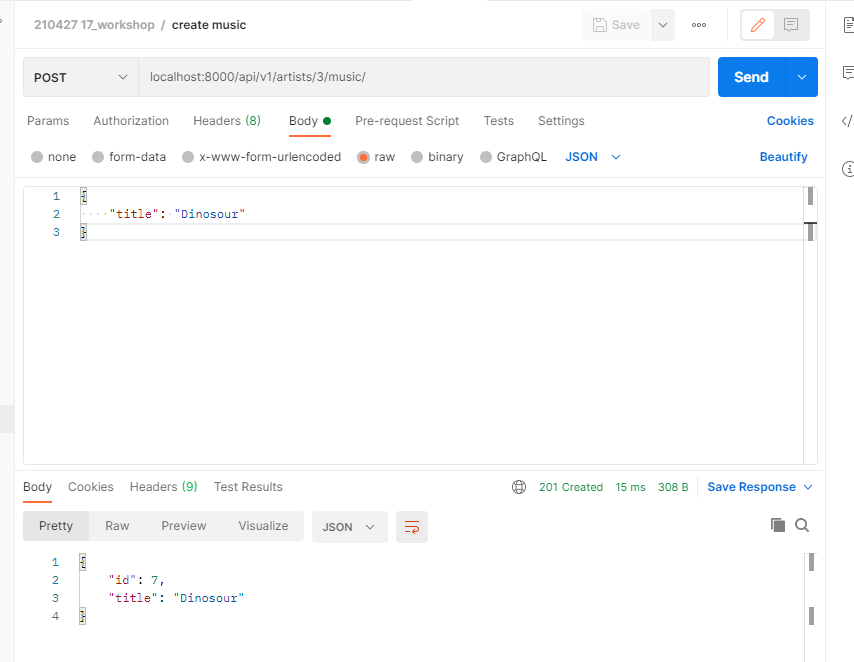 210427 17_workshop / create music
Save
POST localhost:8000/api/v1/artists/3/music/ Send
Params Authorization Headers (8) Body Pre-request Script Tests Settings Cookies
none form-data x-www-form-urlencoded raw binary GraphQL JSON Beautify
1 {
2 ····"title":·"Dinosour"
3 }
Body Cookies Headers (9) Test Results 201 Created 15 ms 308 B Save Response
Pretty Raw Preview Visualize JSON
1 {
2 "id": 7,
3 "title": "Dinosour"
4 }